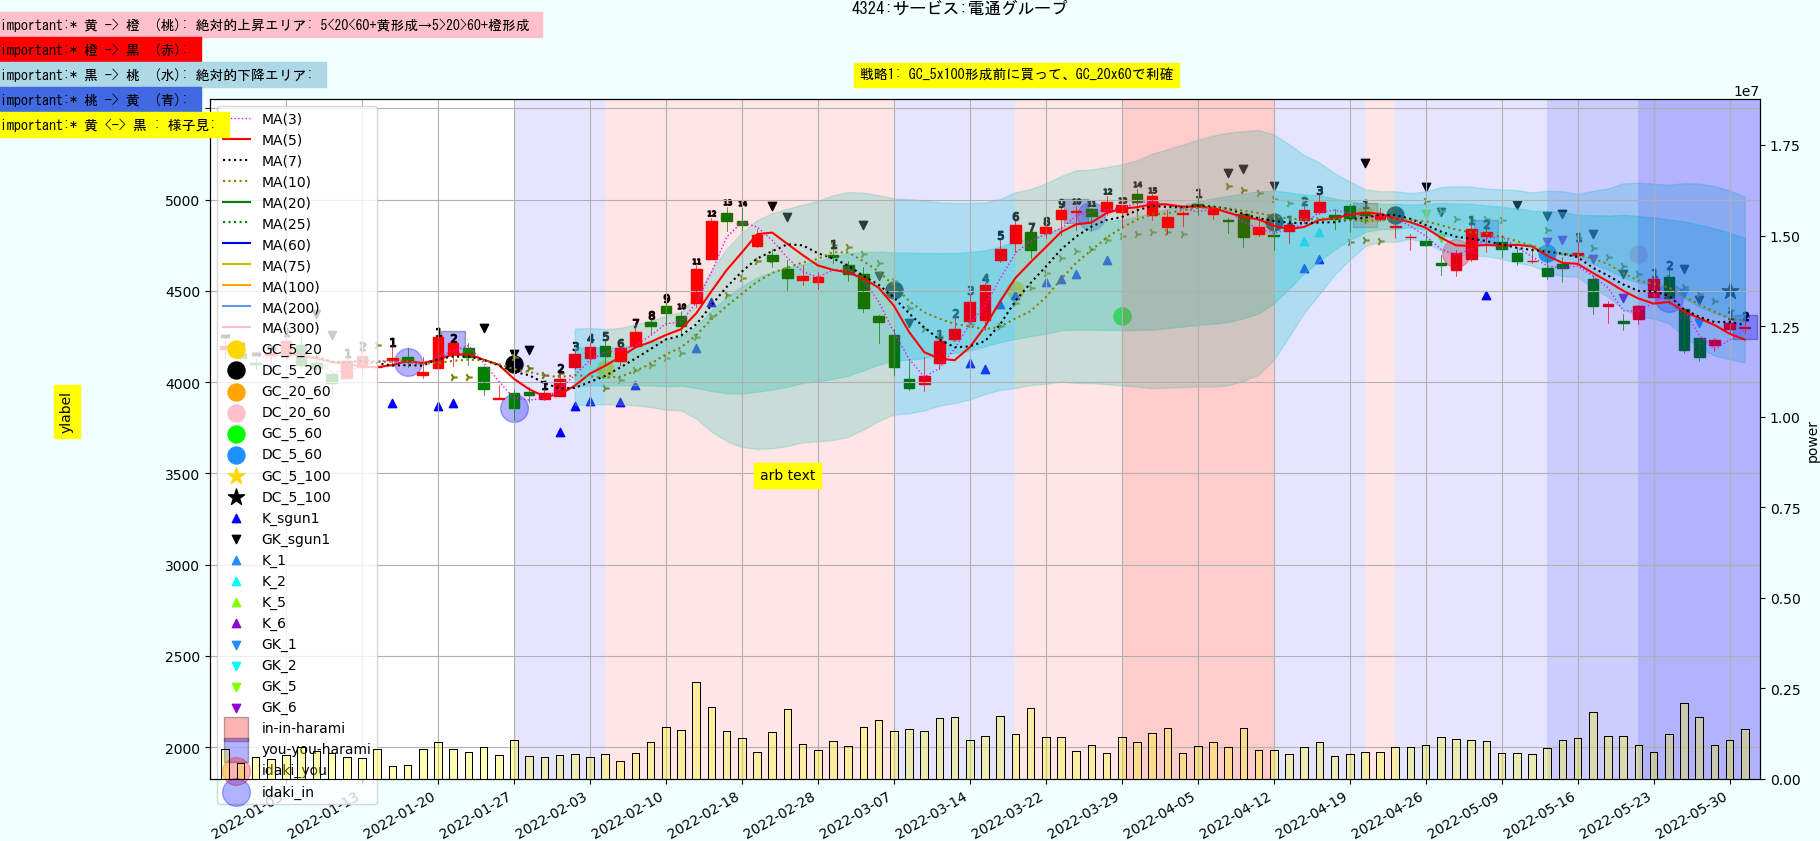 4324:サービス:電通グループ
important:* 黄 -> 橙 (桃): 絶対的上昇エリア: 5<20<60+黄形成→5>20>60+橙形成
important:* 橙 -> 黒 (赤):
important:* 黒 -> 桃 (水): 絶対的下降エリア:
戦略1: GC_5x100形成前に買って、GC_20x60で利確
important:* 桃 -> 黄 (青):
important:* 黄 <-> 黒 : 様子見:
1e7
MA(3)
MA(5)
MA(7)
MA(10)
MA(20)
MA(25)
MA(60)
MA(75)
MA(100)
MA(200)
MA(300)
GC_5_20
DC_5_20
GC_20_60
DC_20_60
GC_5_60
DC_5_60
GC_5_100
DC_5_100
K_sgun1
GK_sgun1
K_1
K_2
K_5
K_6
GK_1
GK_2
GK_5
GK_6
in-in-harami
you-you-harami
idaki_you
idaki_in
5000
4500
4000
3500
3000
2500
2000
ylabel
arb text
1.75
1.50
1.25
1.00
0.75
0.50
0.25
0.00
power
2022-01-05
2022-01-13
2022-01-20
2022-01-27
2022-02-03
2022-02-10
2022-02-18
2022-02-28
2022-03-07
2022-03-14
2022-03-22
2022-03-29
2022-04-05
2022-04-12
2022-04-19
2022-04-26
2022-05-09
2022-05-16
2022-05-23
2022-05-30